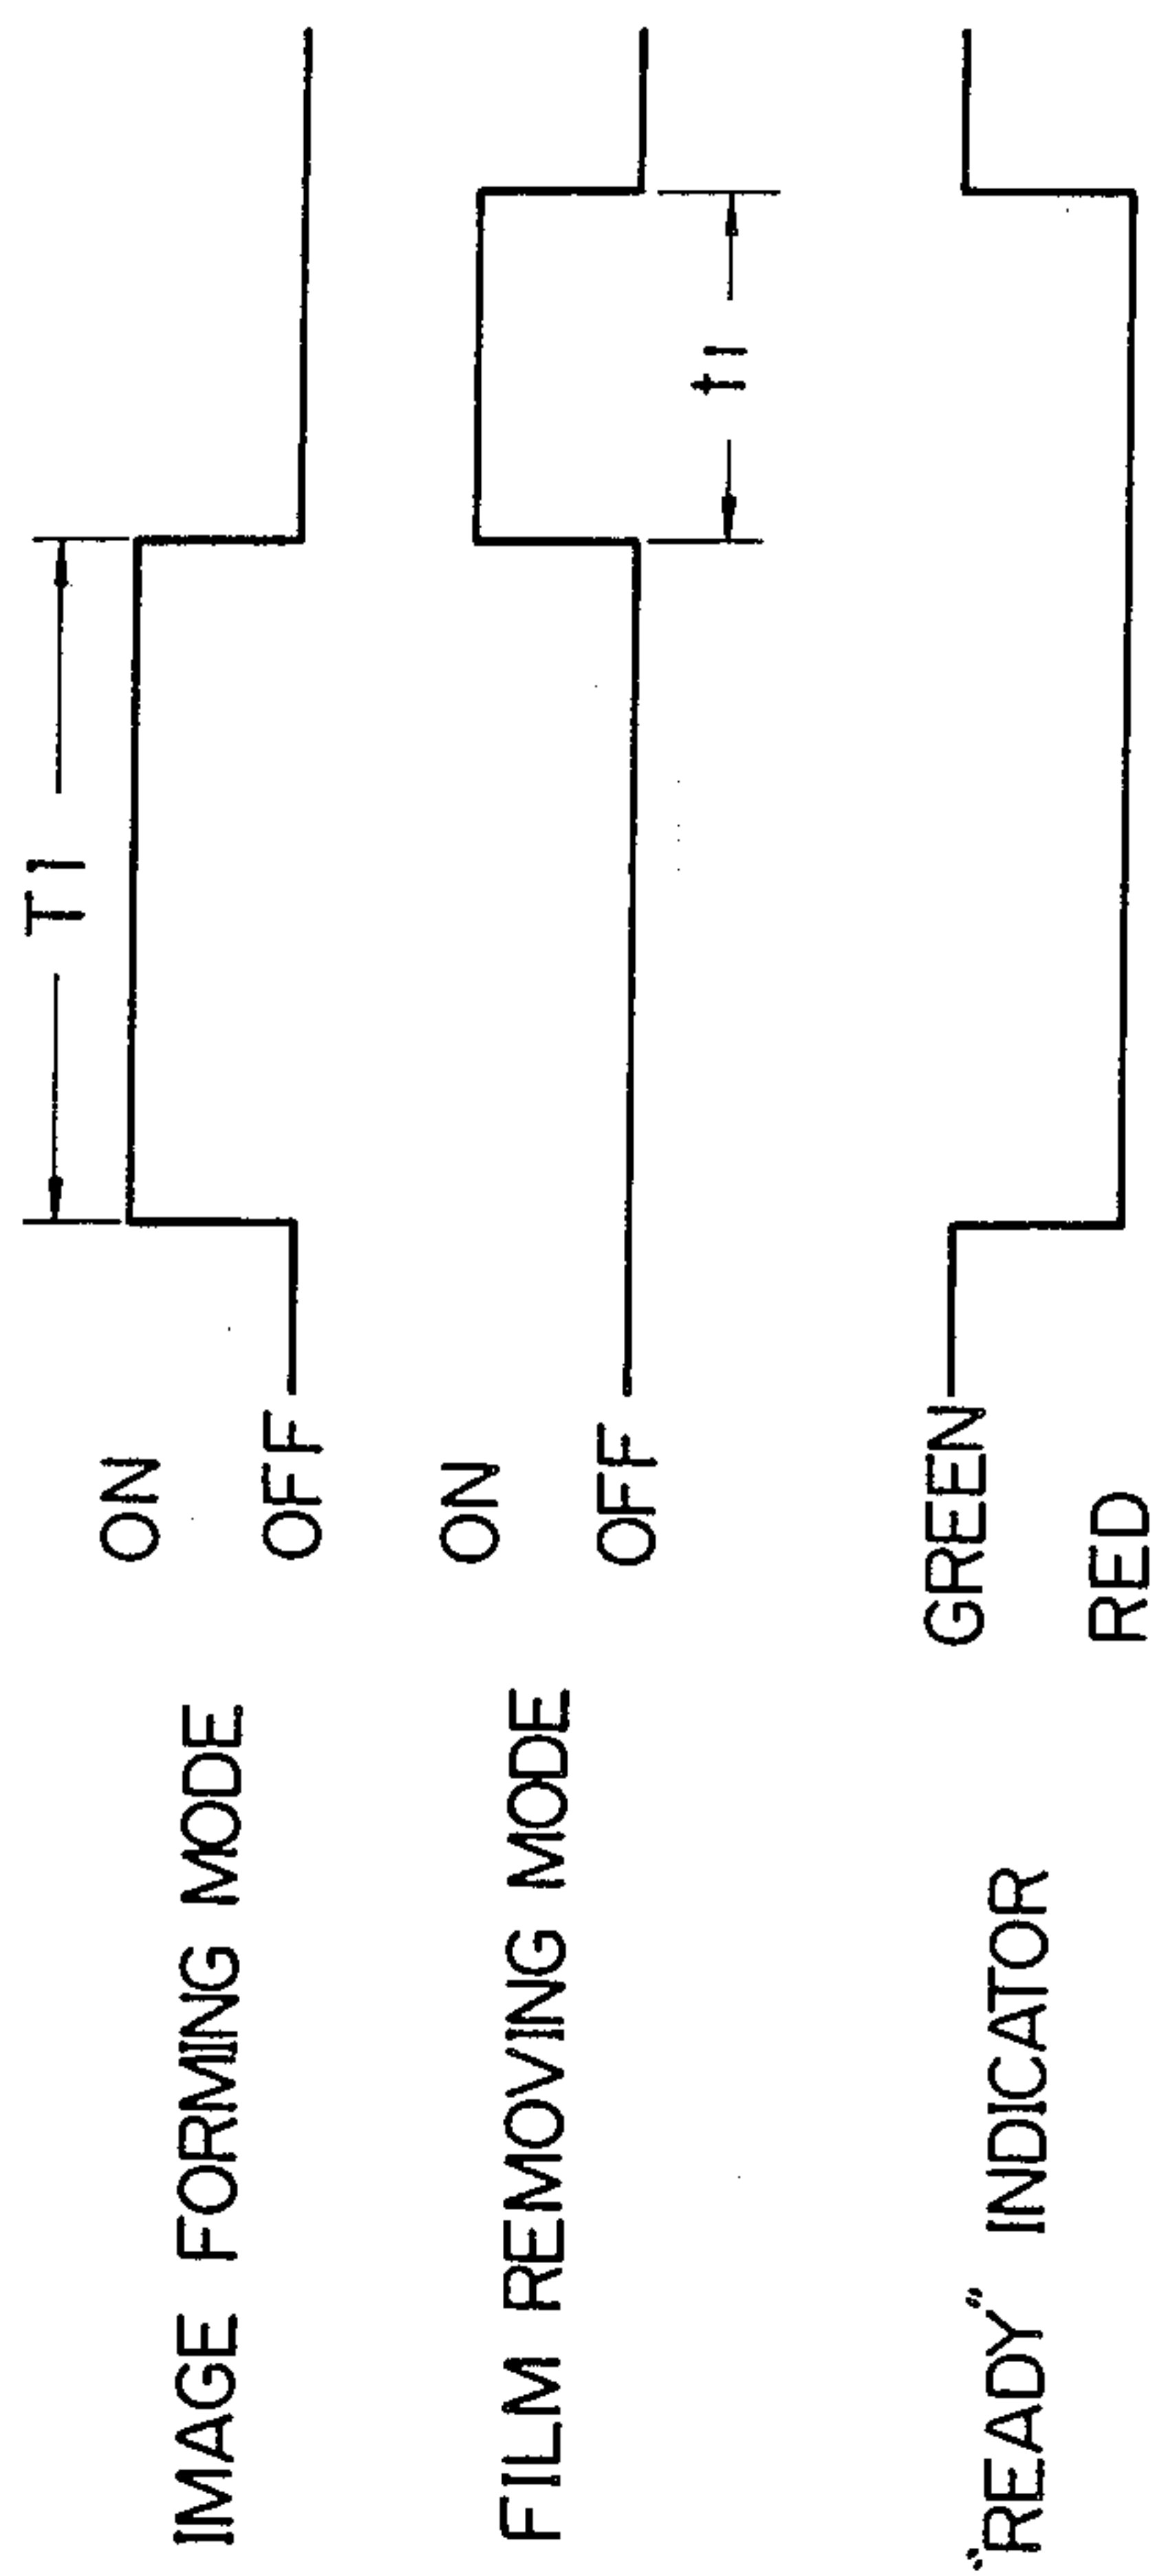 T1
IMAGE FORMING MODE
ON
OFF
FILM REMOVING MODE
ON
OFF
t1
"READY" INDICATOR
GREEN
RED